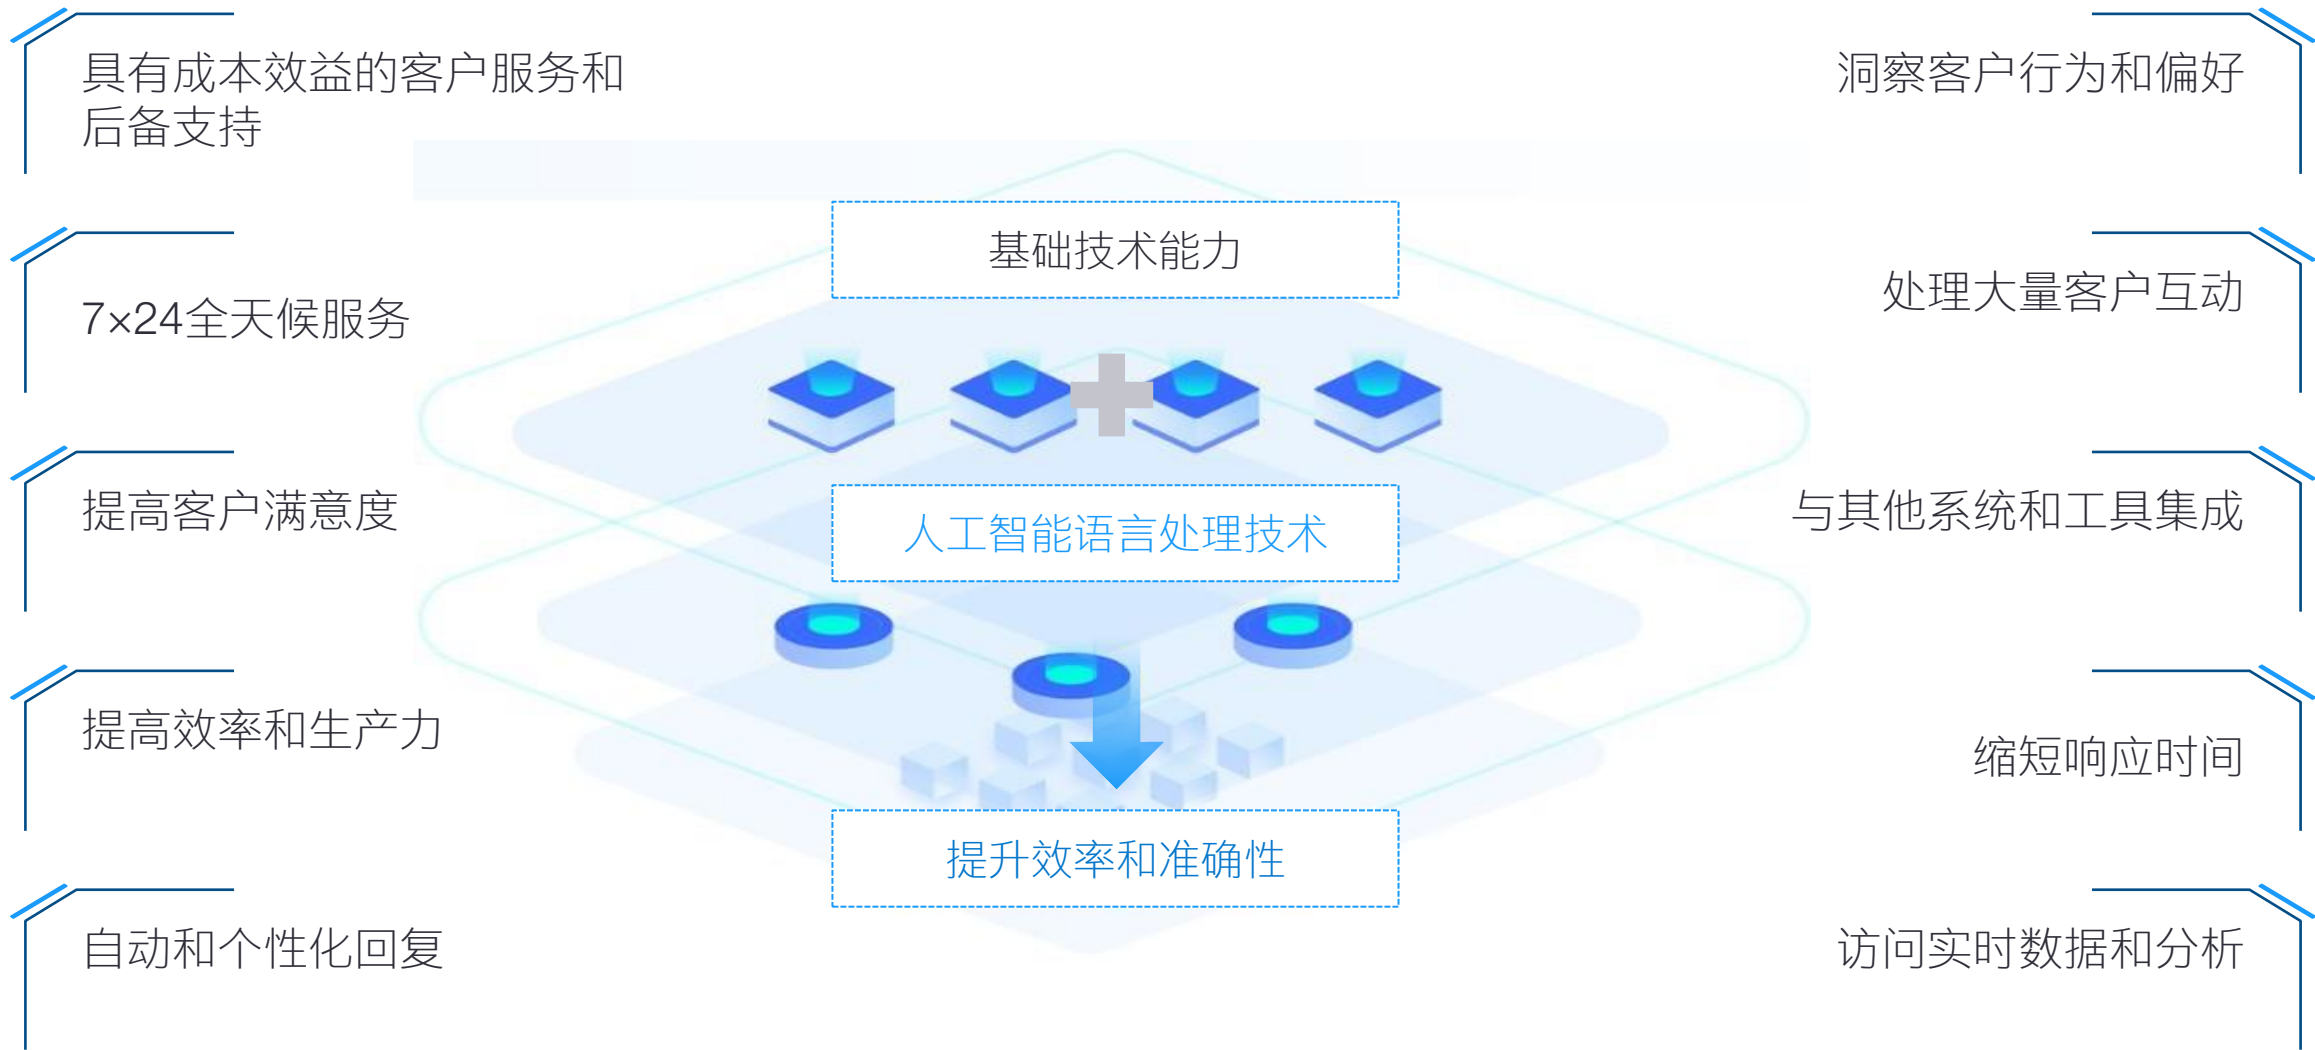 具有成本效益的客户服务和
后备支持
7×24全天候服务
提高客户满意度
提高效率和生产力
自动和个性化回复
基础技术能力
人工智能语言处理技术
提升效率和准确性
洞察客户行为和偏好
处理大量客户互动
与其他系统和工具集成
缩短响应时间
访问实时数据和分析